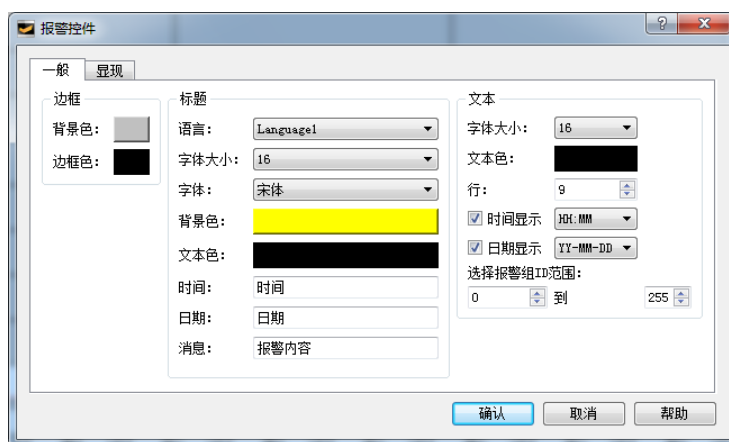 报警控件
一般 显现
边框
背景色:
边框色:
标题
语言: Language1
字体大小: 16
字体: 宋体
背景色:
文本色:
时间: 时间
日期: 日期
消息: 报警内容
文本
字体大小: 16
文本色:
行: 9
时间显示 HH:MM
日期显示 YY-MM-DD
选择报警组ID范围:
0 到 255
确认 取消 帮助